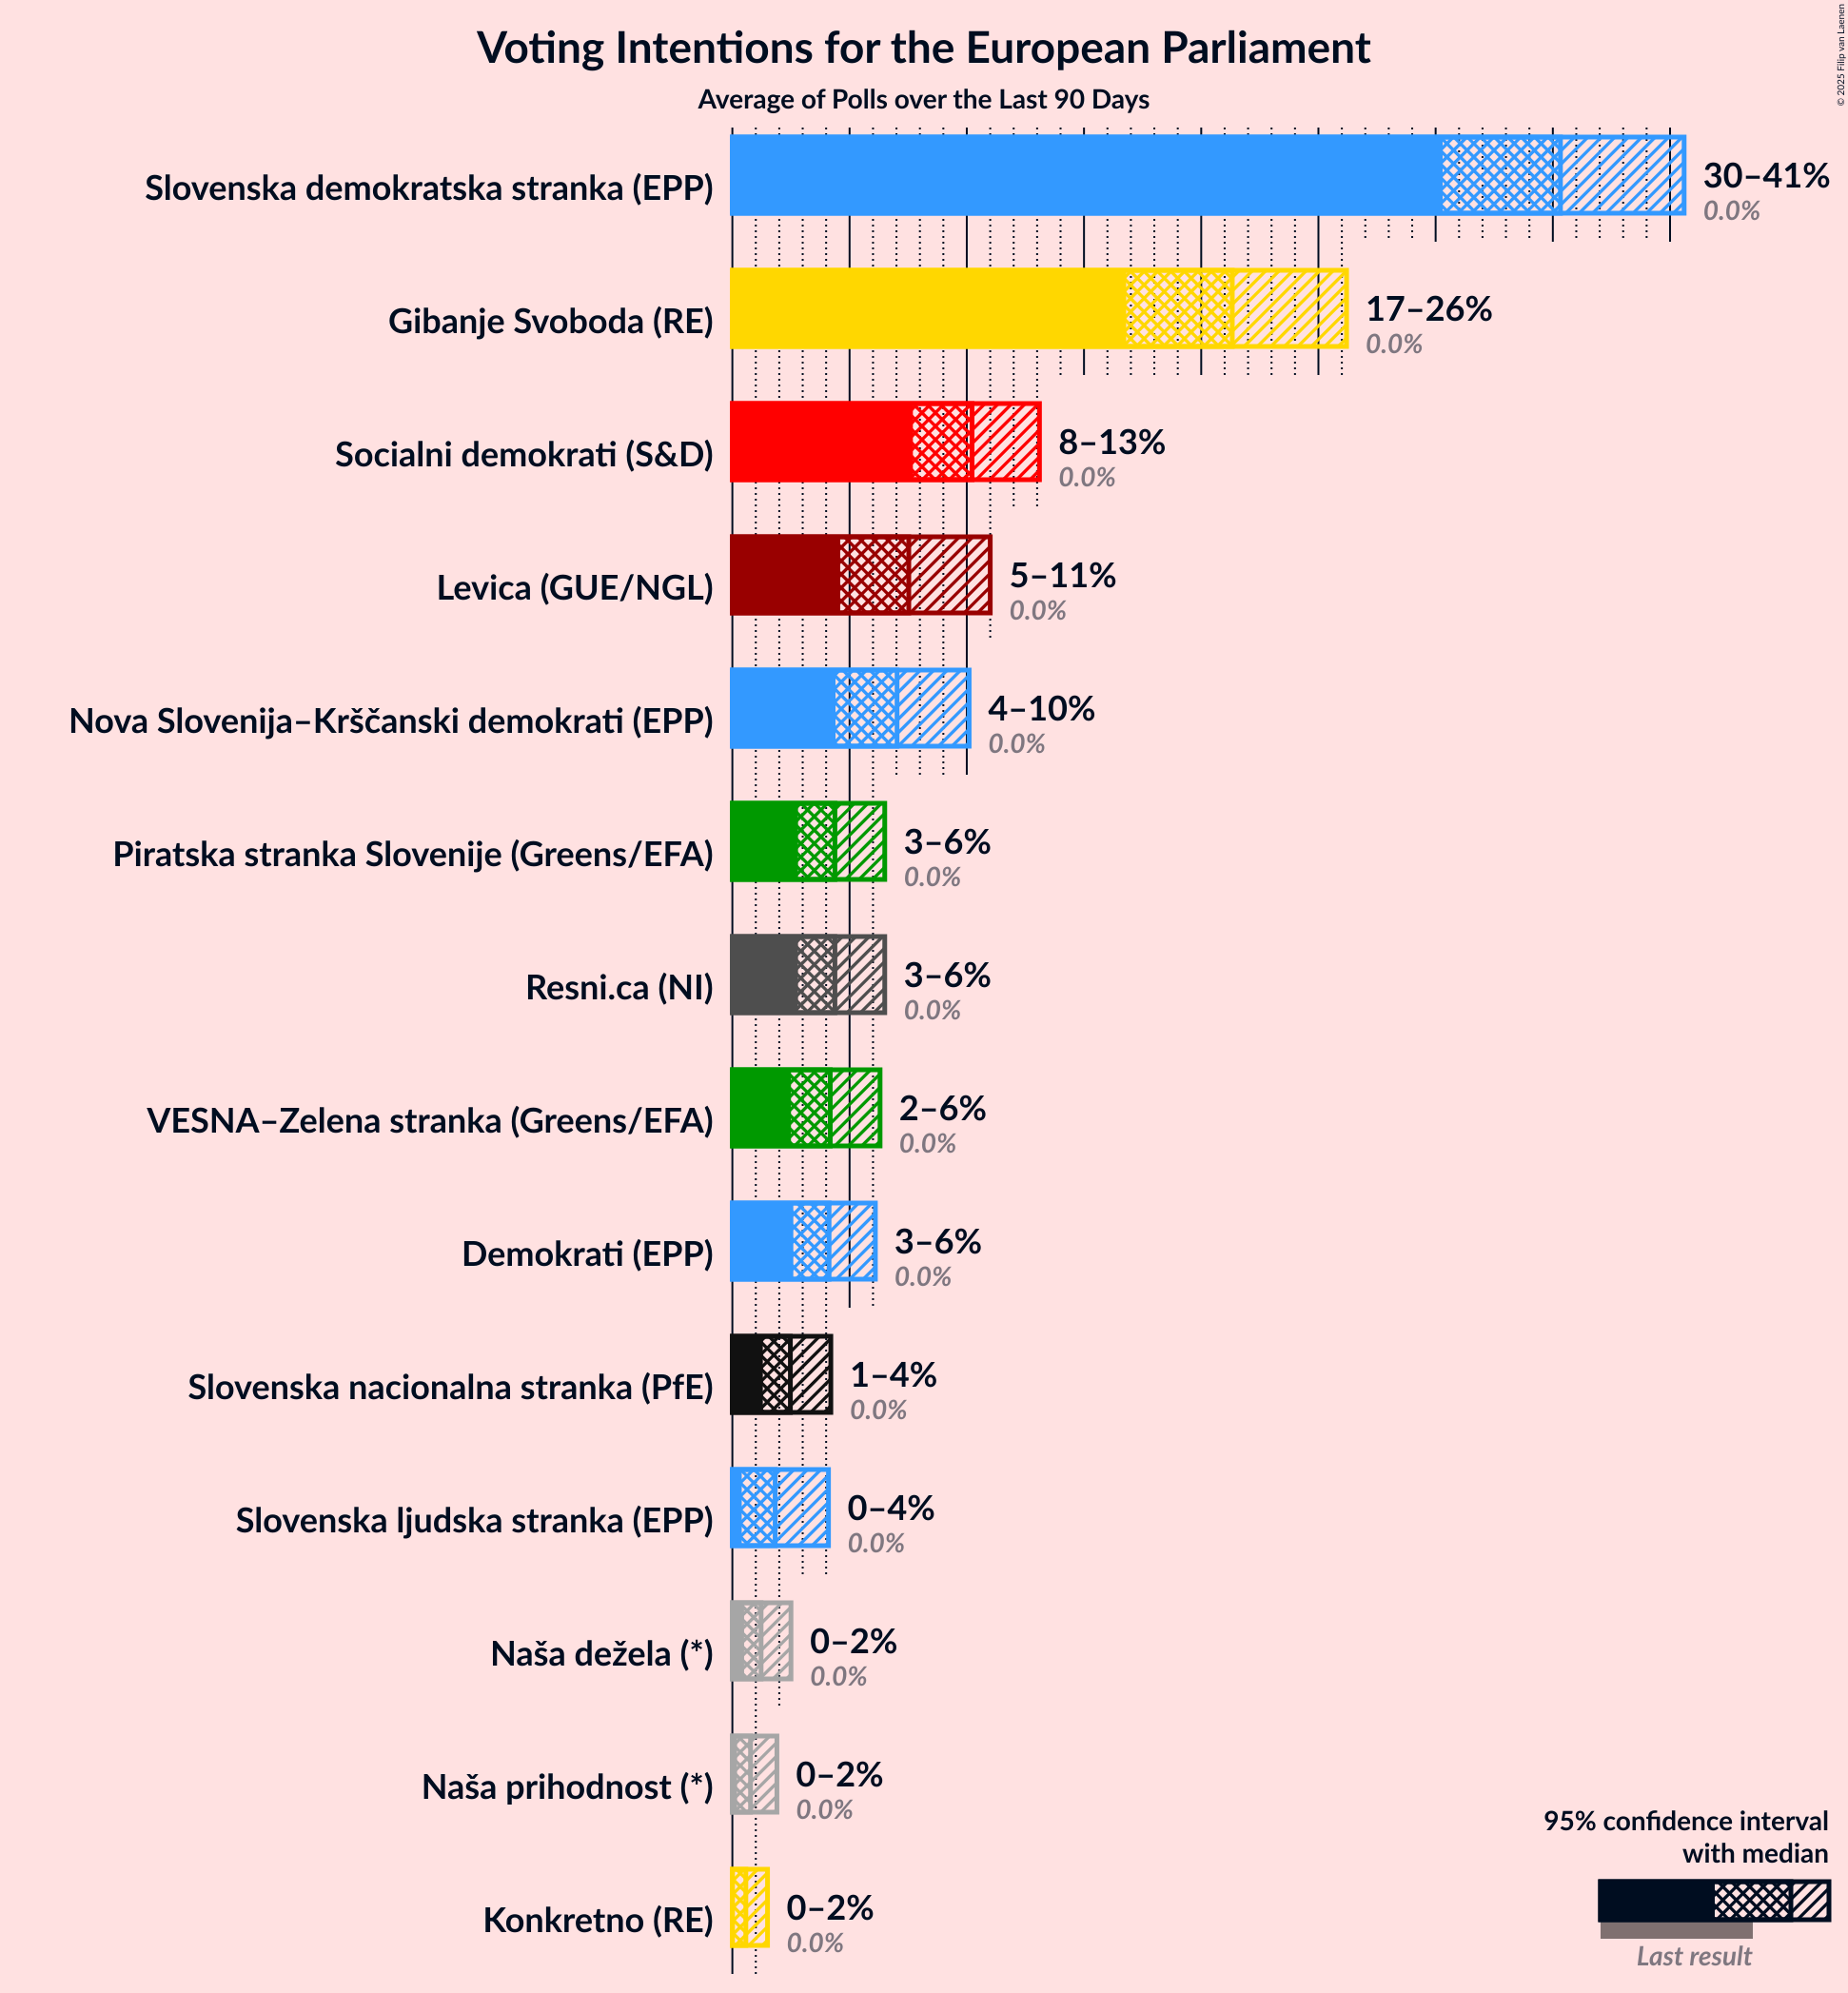 © 2025 Filip van Laenen
Voting Intentions for the European Parliament
Average of Polls over the Last 90 Days
Slovenska demokratska stranka (EPP)
30–41%
0.0%
Gibanje Svoboda (RE)
17–26%
0.0%
Socialni demokrati (S&D)
8–13%
0.0%
Levica (GUE/NGL)
5–11%
0.0%
Nova Slovenija–Krščanski demokrati (EPP)
4–10%
0.0%
Piratska stranka Slovenije (Greens/EFA)
3–6%
0.0%
Resni.ca (NI)
3–6%
0.0%
VESNA–Zelena stranka (Greens/EFA)
2–6%
0.0%
Demokrati (EPP)
3–6%
0.0%
Slovenska nacionalna stranka (PfE)
1–4%
0.0%
Slovenska ljudska stranka (EPP)
0–4%
0.0%
Naša dežela (*)
0–2%
0.0%
Naša prihodnost (*)
0–2%
0.0%
Konkretno (RE)
0–2%
0.0%
95% confidence interval
with median
Last result